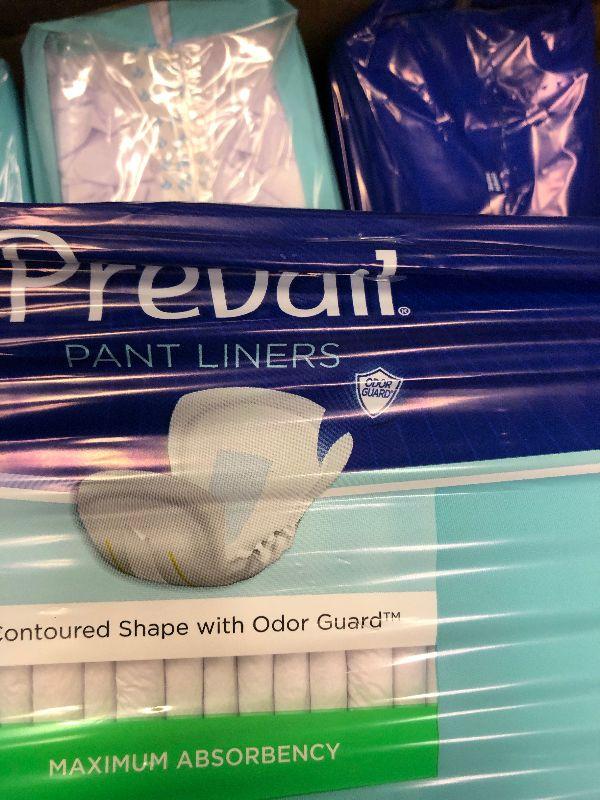 Prevail®
PANT LINERS
ODOR
GUARD
Contoured Shape with Odor Guard™
MAXIMUM ABSORBENCY